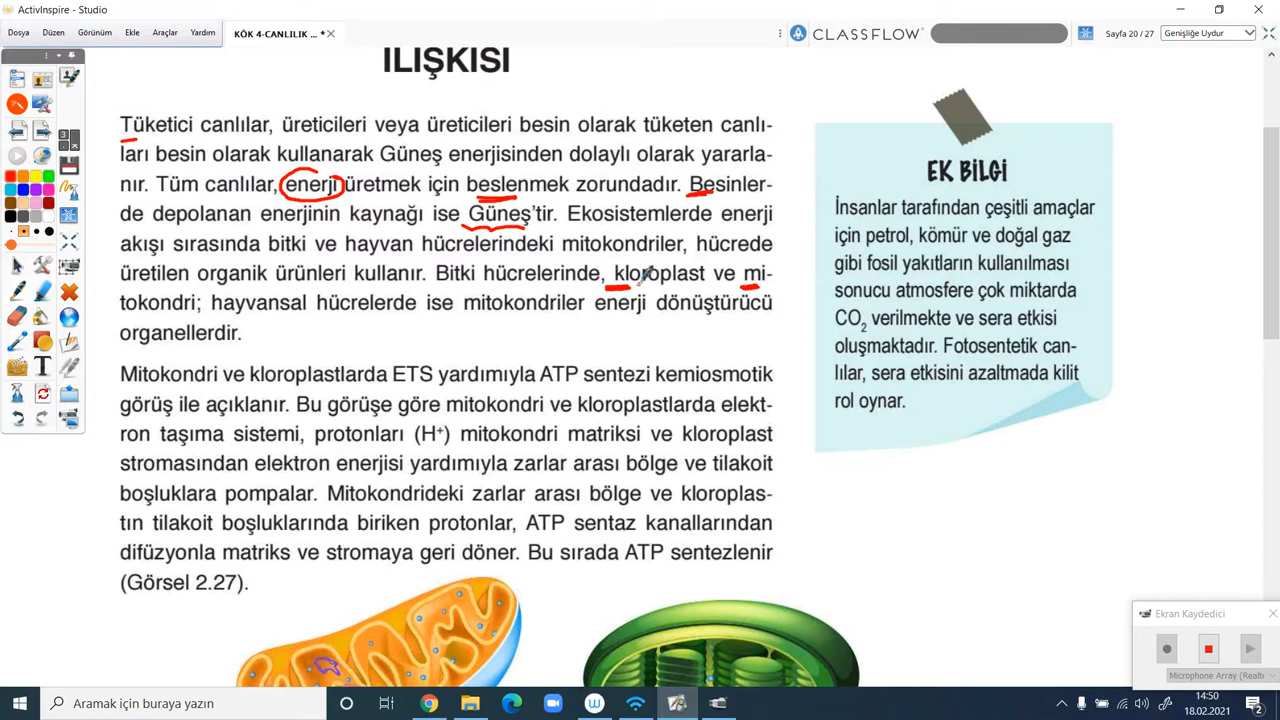 ActivInspire - Studio
Dosya Düzen Görünüm Ekle Araçlar Yardım
KÖK 4-CANLILIK ... *
CLASSFLOW
Sayfa 20 / 27
Genişliğine Uydur
İLİŞKİSİ
Tüketici canlılar, üreticileri veya üreticileri besin olarak tüketen canlı-
ları besin olarak kullanarak Güneş enerjisinden dolaylı olarak yararla-
nır. Tüm canlılar, enerji üretmek için beslenmek zorundadır. Besinler-
de depolanan enerjinin kaynağı ise Güneş'tir. Ekosistemlerde enerji
akışı sırasında bitki ve hayvan hücrelerindeki mitokondriler, hücrede
üretilen organik ürünleri kullanır. Bitki hücrelerinde, kloroplast ve mi-
tokondri; hayvansal hücrelerde ise mitokondriler enerji dönüştürücü
organellerdir.
Mitokondri ve kloroplastlarda ETS yardımıyla ATP sentezi kemiosmotik
görüş ile açıklanır. Bu görüşe göre mitokondri ve kloroplastlarda elekt-
ron taşıma sistemi, protonları (H⁺) mitokondri matriksi ve kloroplast
stromasından elektron enerjisi yardımıyla zarlar arası bölge ve tilakoit
boşluklara pompalar. Mitokondrideki zarlar arası bölge ve kloroplas-
tın tilakoit boşluklarında biriken protonlar, ATP sentaz kanallarından
difüzyonla matriks ve stromaya geri döner. Bu sırada ATP sentezlenir
(Görsel 2.27).
EK BİLGİ
İnsanlar tarafından çeşitli amaçlar
için petrol, kömür ve doğal gaz
gibi fosil yakıtların kullanılması
sonucu atmosfere çok miktarda
CO₂ verilmekte ve sera etkisi
oluşmaktadır. Fotosentetik can-
lılar, sera etkisini azaltmada kilit
rol oynar.
3
Ekran Kaydedici
Microphone Array (Realt
Aramak için buraya yazın
14:50
18.02.2021
2